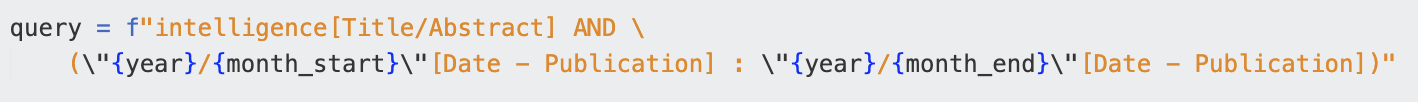 query = f"intelligence[Title/Abstract] AND \
(\"{year}/{month_start}\"[Date - Publication] : \"{year}/{month_end}\"[Date - Publication])"